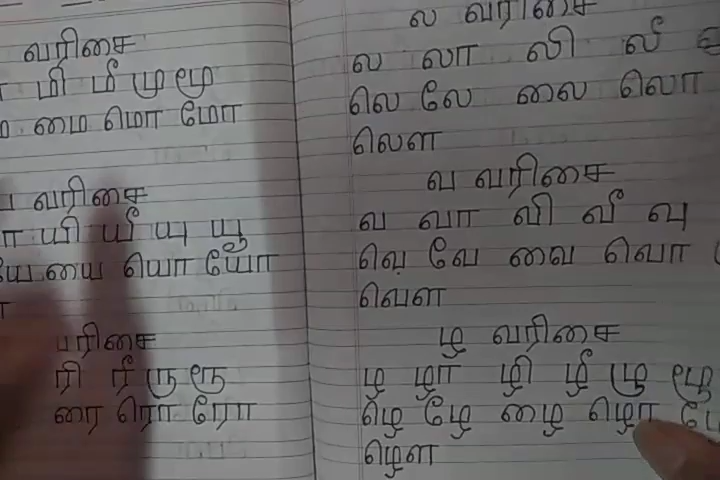 வரிசை
மி மீ மு மூ
மை மொ மோ
வரிசை
யி யீ யு யூ
யே யை யொ யோ
வரிசை
ரி ரீ ரு ரூ
ரை ரொ ரோ
ல வரிசை
ல லா லி லீ
லெ லே லை லொ
லௌ
வ வரிசை
வ வா வி வீ வு
வெ வே வை வொ
வௌ
ழ வரிசை
ழ ழா ழி ழீ ழு ழூ
ழெ ழே ழை ழொ
ழௌ